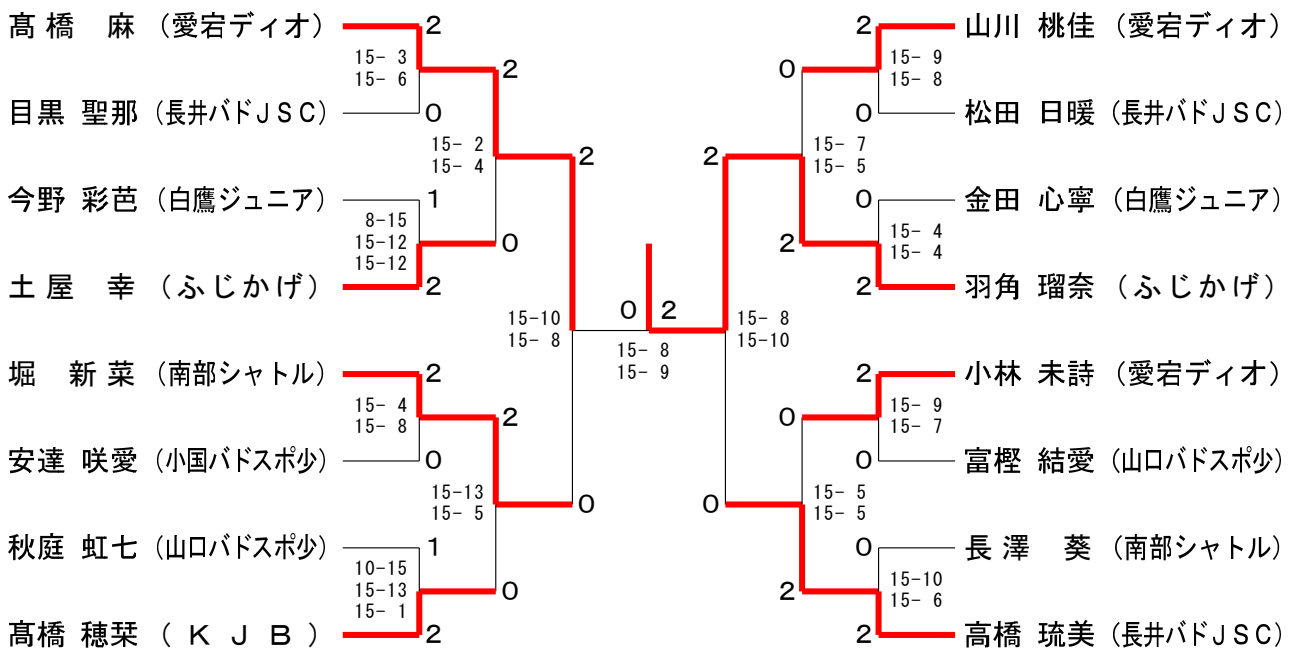 髙橋 麻 (愛宕ディオ) 2
15- 3
15- 6
2
目黒 聖那 (長井バドJSC) 0
15- 2
15- 4
2
今野 彩芭 (白鷹ジュニア) 1
8-15
15-12
15-12
0
土屋 幸 (ふじかげ) 2
15-10
15- 8
堀 新菜 (南部シャトル) 2
15- 4
15- 8
2
安達 咲愛 (小国バドスポ少) 0
15-13
15- 5
0
秋庭 虹七 (山口バドスポ少) 1
10-15
15-13
15- 1
0
髙橋 穂栞 (KJB) 2
0 2
15- 8
15- 9
2 山川 桃佳 (愛宕ディオ)
0
15- 9
15- 8
0 松田 日暖 (長井バドJSC)
2
15- 7
15- 5
0 金田 心寧 (白鷹ジュニア)
2
15- 4
15- 4
2 羽角 瑠奈 (ふじかげ)
15- 8
15-10
2 小林 未詩 (愛宕ディオ)
0
15- 9
15- 7
0 富樫 結愛 (山口バドスポ少)
0
15- 5
15- 5
0 長澤 葵 (南部シャトル)
2
15-10
15- 6
2 高橋 琉美 (長井バドJSC)